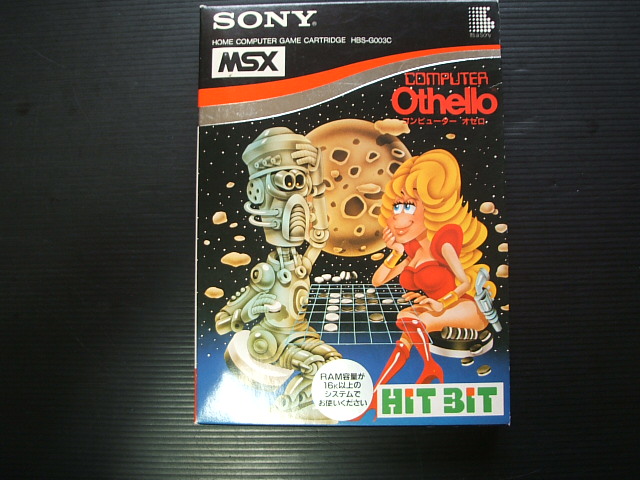 SONY®
HOME COMPUTER GAME CARTRIDGE HBS-G003C
MSX
COMPUTER
Othello
コンピューター オセロ
RAM容量が
16K以上の
システムで
お使いください
HiT BiT